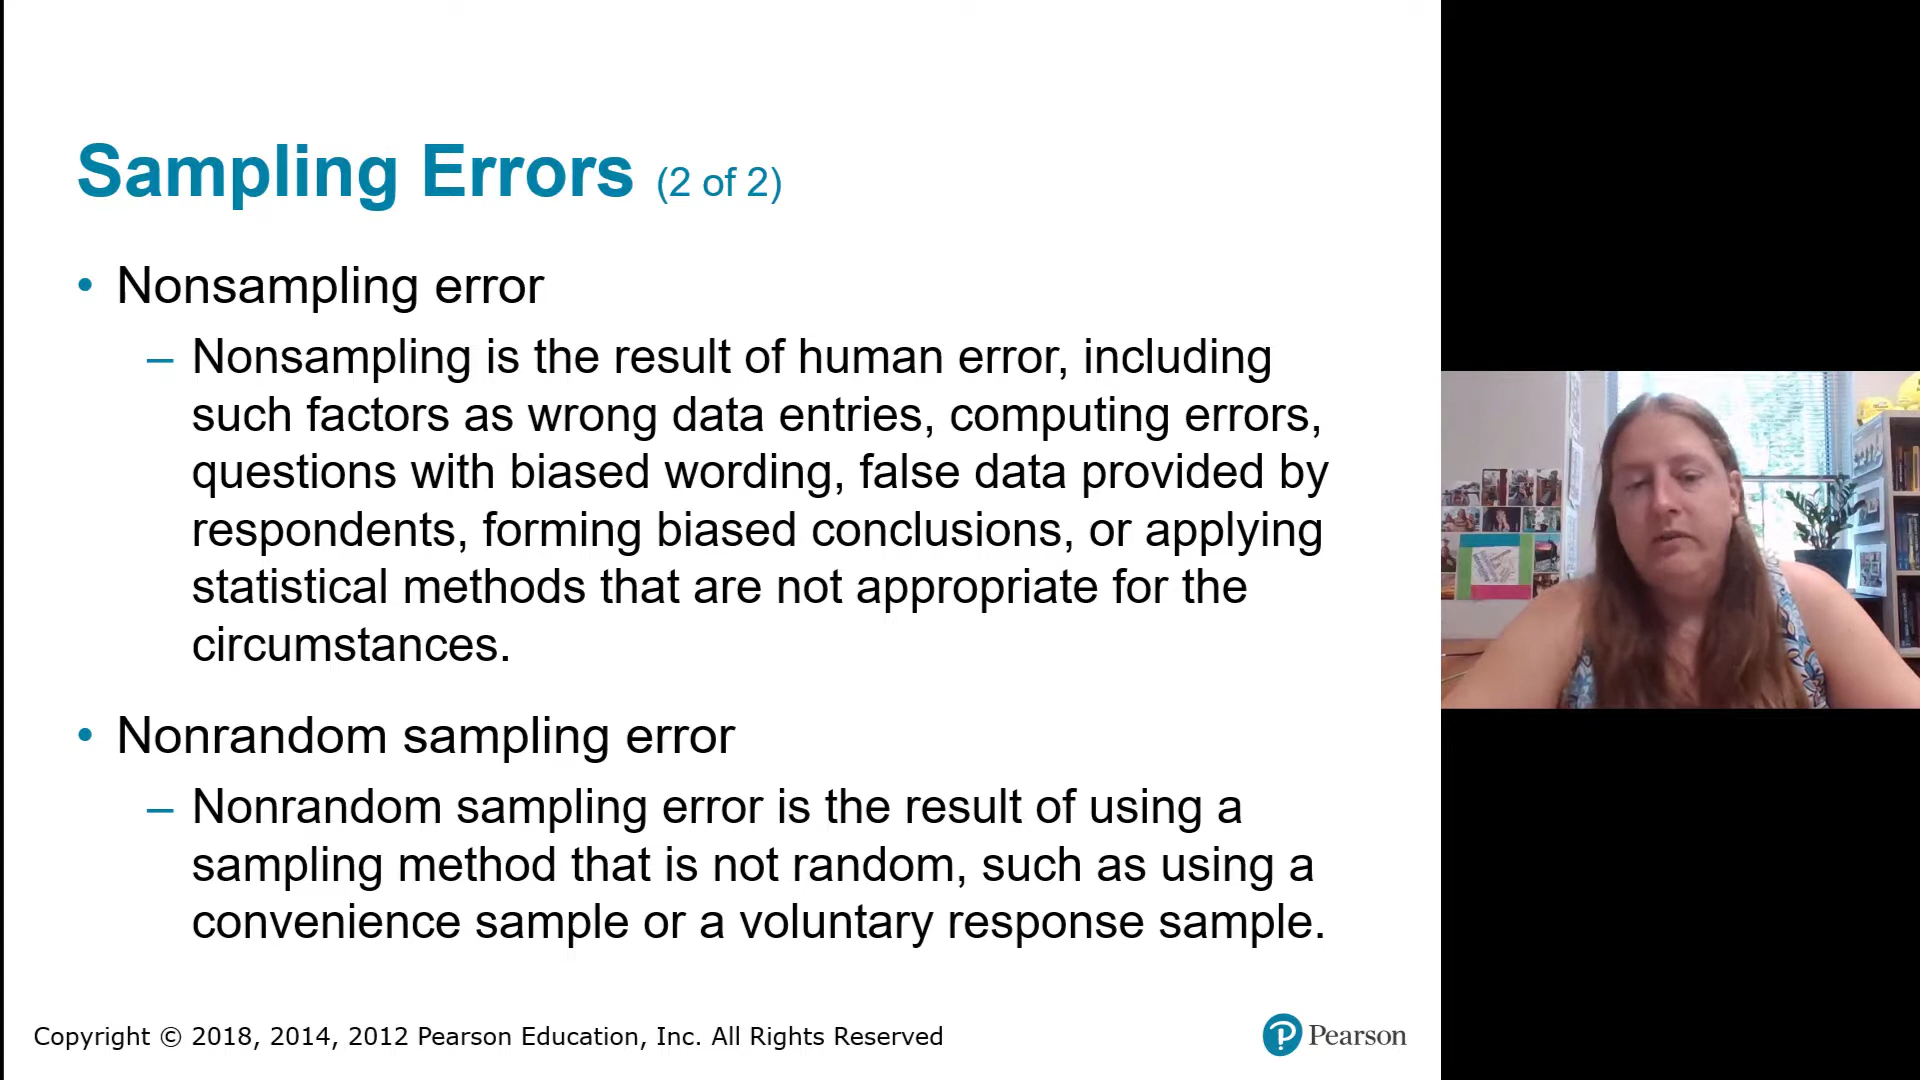 Sampling Errors (2 of 2)
• Nonsampling error
– Nonsampling is the result of human error, including
such factors as wrong data entries, computing errors,
questions with biased wording, false data provided by
respondents, forming biased conclusions, or applying
statistical methods that are not appropriate for the
circumstances.
• Nonrandom sampling error
– Nonrandom sampling error is the result of using a
sampling method that is not random, such as using a
convenience sample or a voluntary response sample.
Copyright © 2018, 2014, 2012 Pearson Education, Inc. All Rights Reserved
Pearson